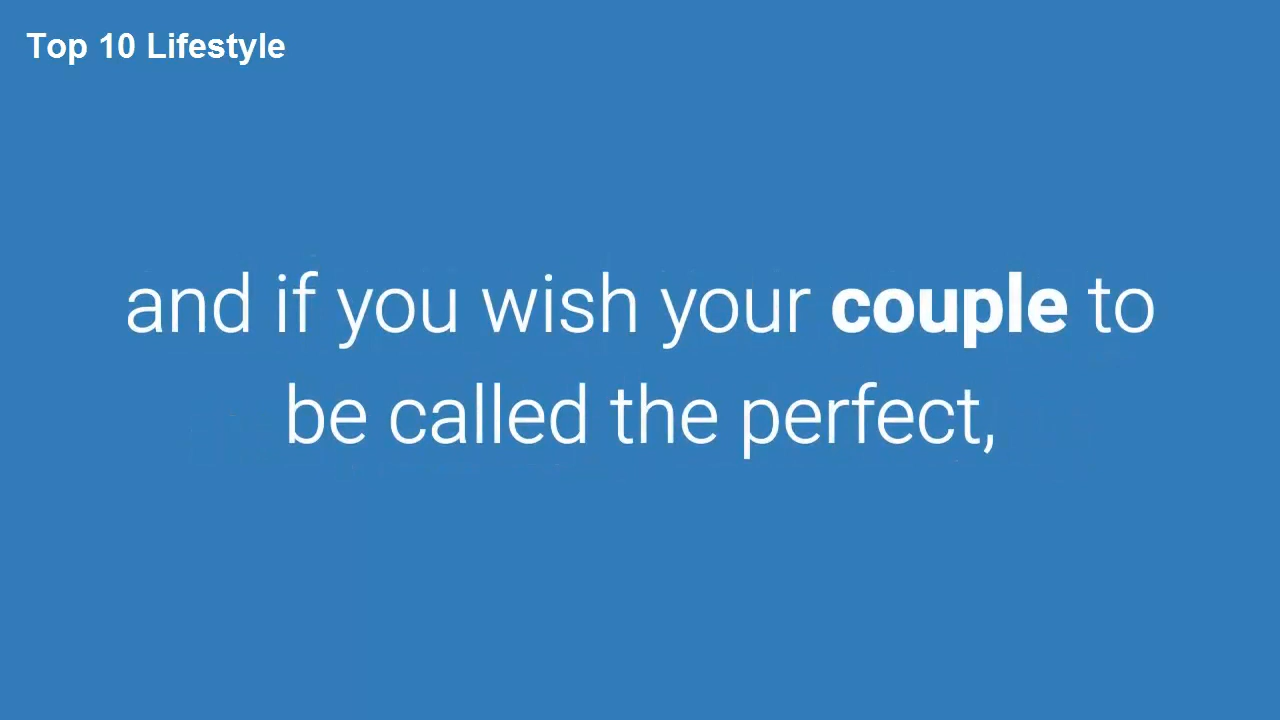 Top 10 Lifestyle
and if you wish your couple to
be called the perfect,